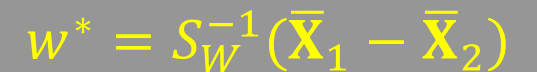 w* = S_W^{-1}(X̅₁ − X̅₂)